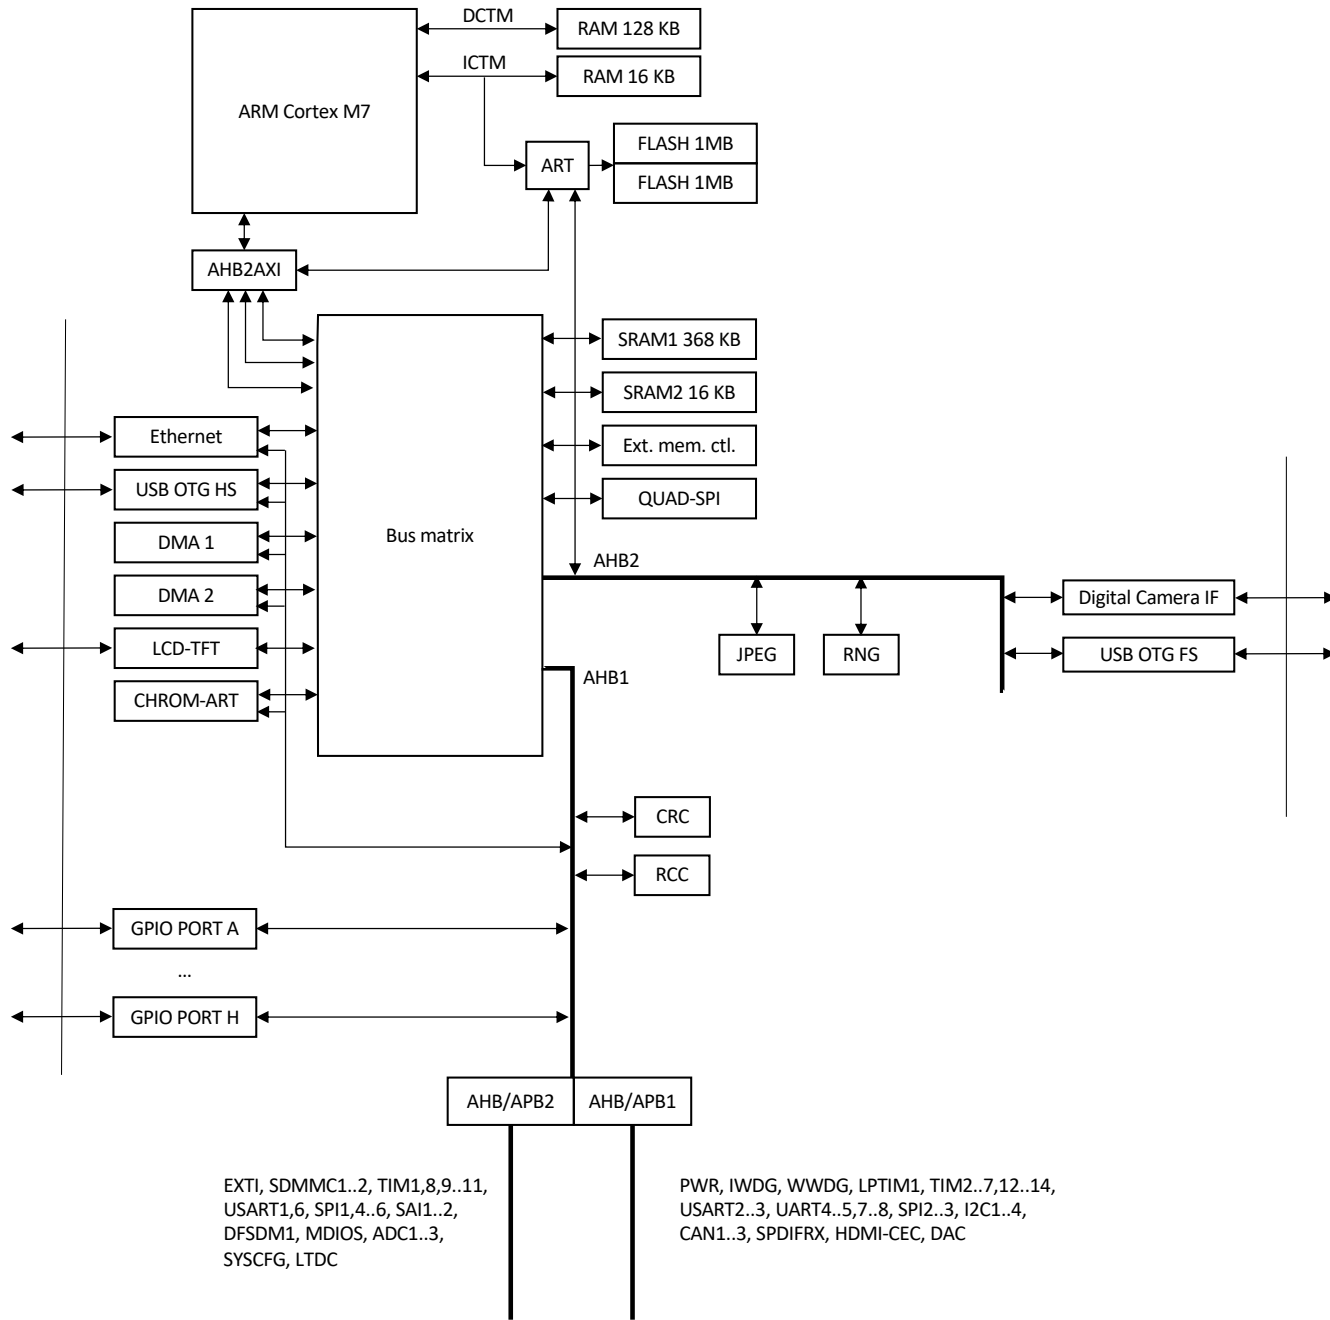 DCTM
RAM 128 KB
ICTM
RAM 16 KB
ARM Cortex M7
FLASH 1MB
ART
FLASH 1MB
AHB2AXI
SRAM1 368 KB
SRAM2 16 KB
Ethernet
Ext. mem. ctl.
USB OTG HS
QUAD-SPI
Bus matrix
DMA 1
AHB2
DMA 2
Digital Camera IF
LCD-TFT
JPEG
RNG
USB OTG FS
AHB1
CHROM-ART
CRC
RCC
GPIO PORT A
...
GPIO PORT H
AHB/APB2
AHB/APB1
EXTI, SDMMC1..2, TIM1,8,9..11,
USART1,6, SPI1,4..6, SAI1..2,
DFSDM1, MDIOS, ADC1..3,
SYSCFG, LTDC
PWR, IWDG, WWDG, LPTIM1, TIM2..7,12..14,
USART2..3, UART4..5,7..8, SPI2..3, I2C1..4,
CAN1..3, SPDIFRX, HDMI-CEC, DAC